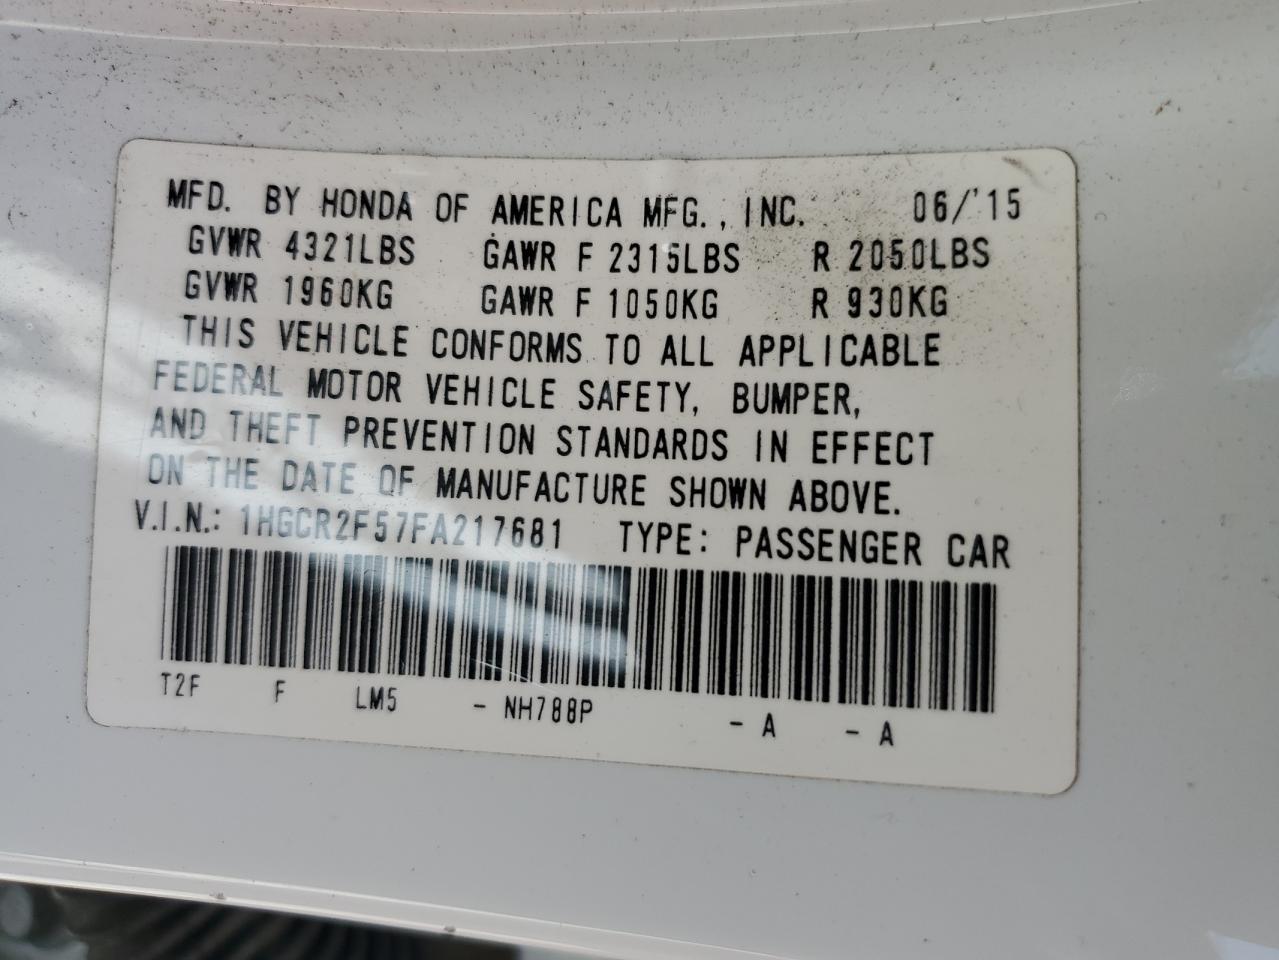 MFD. BY HONDA OF AMERICA MFG., INC. 06/'15
GVWR 4321LBS GAWR F 2315LBS R 2050LBS
GVWR 1960KG GAWR F 1050KG R 930KG
THIS VEHICLE CONFORMS TO ALL APPLICABLE
FEDERAL MOTOR VEHICLE SAFETY, BUMPER,
AND THEFT PREVENTION STANDARDS IN EFFECT
ON THE DATE OF MANUFACTURE SHOWN ABOVE.
V.I.N.: 1HGCR2F57FA217681 TYPE: PASSENGER CAR
T2F F LM5 - NH788P - A - A